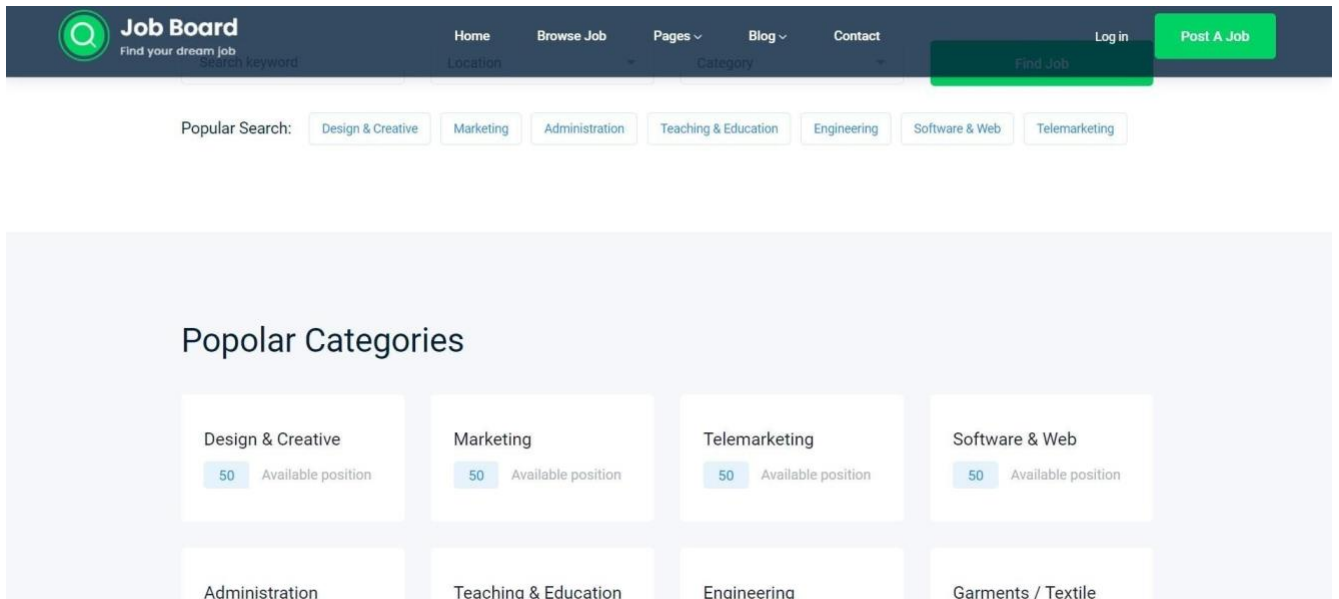 Job Board
Find your dream job
Home Browse Job Pages Blog Contact Log in Post A Job
Search keyword Location Category Find Job
Popular Search: Design & Creative Marketing Administration Teaching & Education Engineering Software & Web Telemarketing
Popolar Categories
Design & Creative Marketing Telemarketing Software & Web
50 Available position 50 Available position 50 Available position 50 Available position
Administration Teaching & Education Engineering Garments / Textile